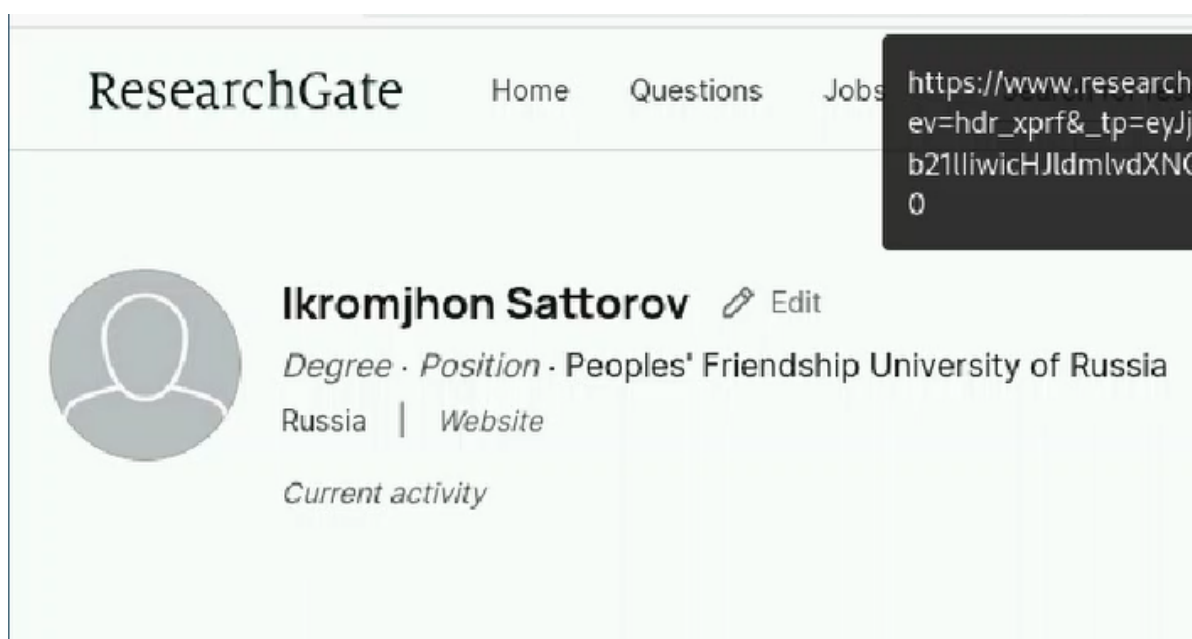 ResearchGate Home Questions Jobs
https://www.research
ev=hdr_xprf&_tp=eyJj
b21lIiwicHJldmlvdXNQ
0
Ikromjhon Sattorov Edit
Degree · Position · Peoples' Friendship University of Russia
Russia | Website
Current activity